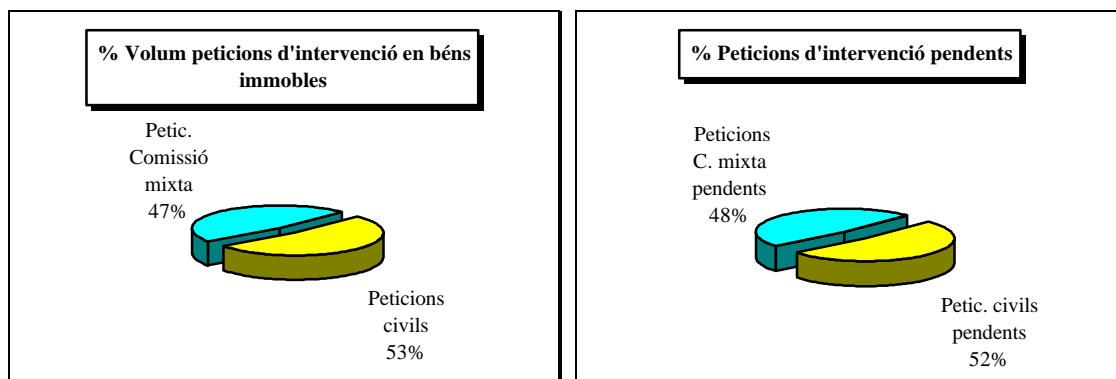 % Volum peticions d'intervenció en béns
immobles
Petic.
Comissió
mixta
47%
Peticions
civils
53%
% Peticions d'intervenció pendents
Peticions
C. mixta
pendents
48%
Petic. civils
pendents
52%